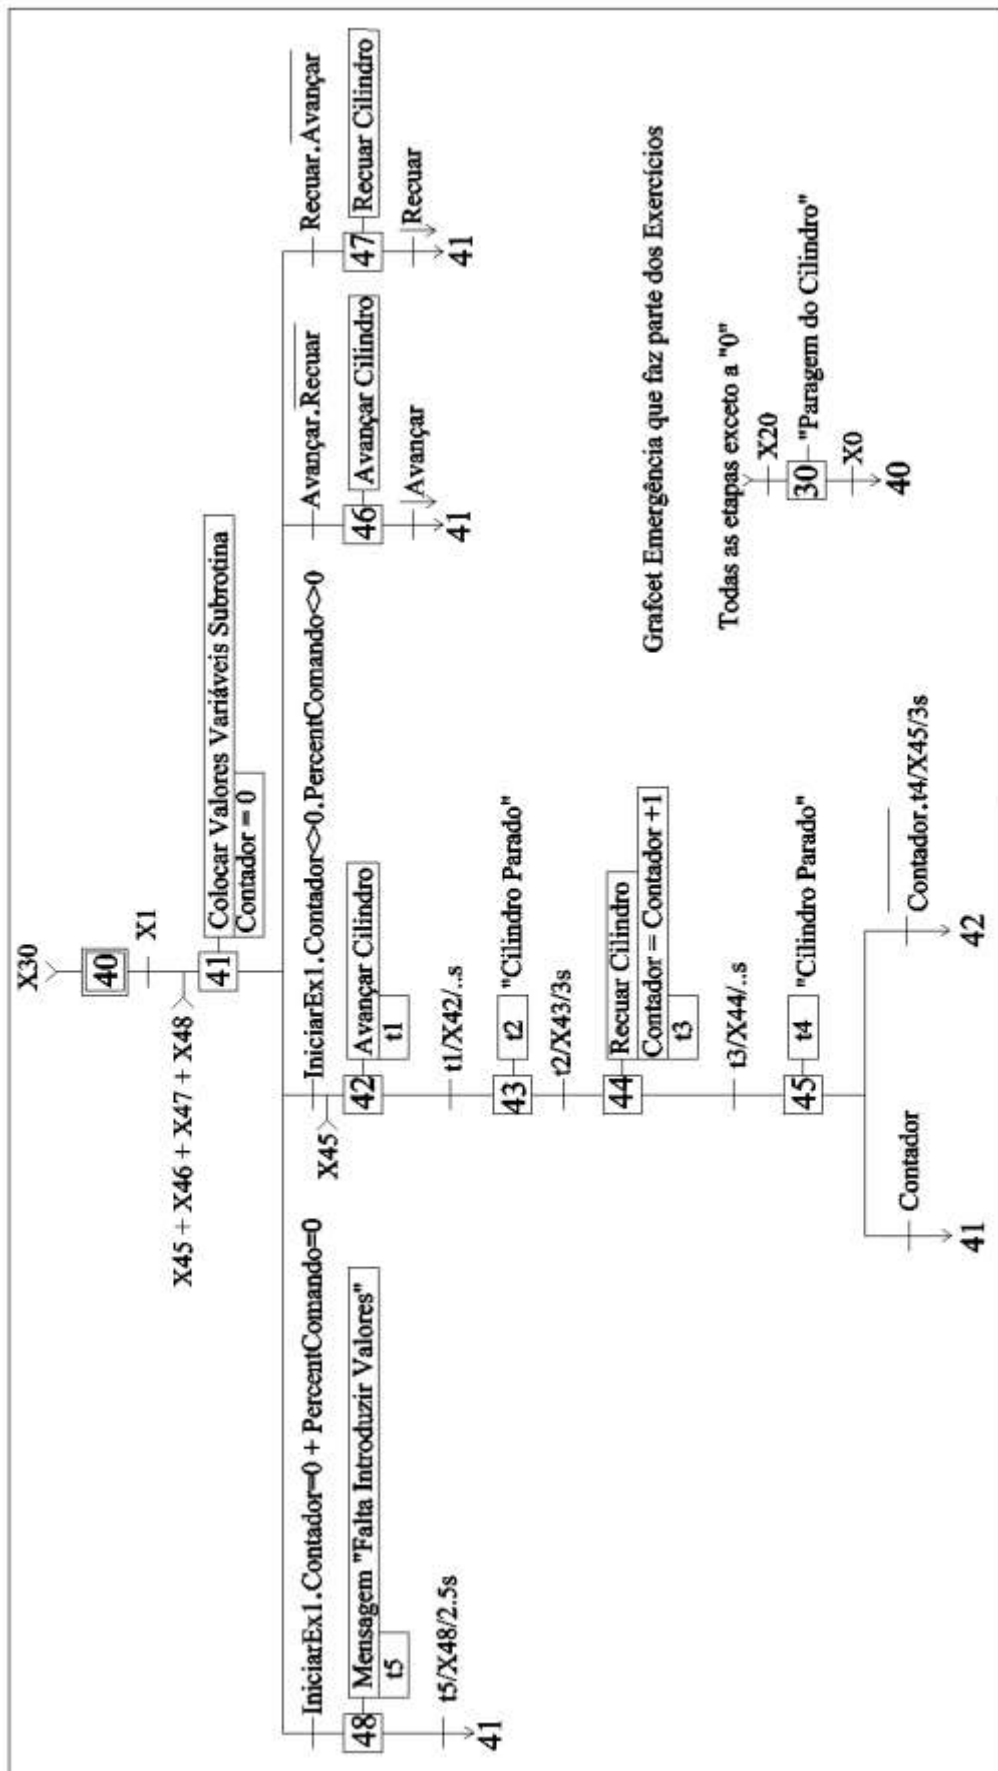 X30
40
X1
X45 + X46 + X47 + X48
41
Colocar Valores Variáveis Subrotina
Contador = 0
IniciarEx1.Contador=0 + PercentComando=0
48
Mensagem "Falta Introduzir Valores"
t5
t5/X48/2.5s
41
IniciarEx1.Contador<>0.PercentComando<>0
X45
42
Avançar Cilindro
t1
t1/X42/..s
43
t2
"Cilindro Parado"
t2/X43/3s
44
Recuar Cilindro
Contador = Contador +1
t3
t3/X44/..s
45
t4
"Cilindro Parado"
Contador
41
Contador.t4/X45/3s
42
Avançar.Recuar
46
Avançar Cilindro
Avançar
41
Recuar.Avançar
47
Recuar Cilindro
Recuar
41
Grafcet Emergência que faz parte dos Exercícios
Todas as etapas exceto a "0"
X20
30
"Paragem do Cilindro"
X0
40